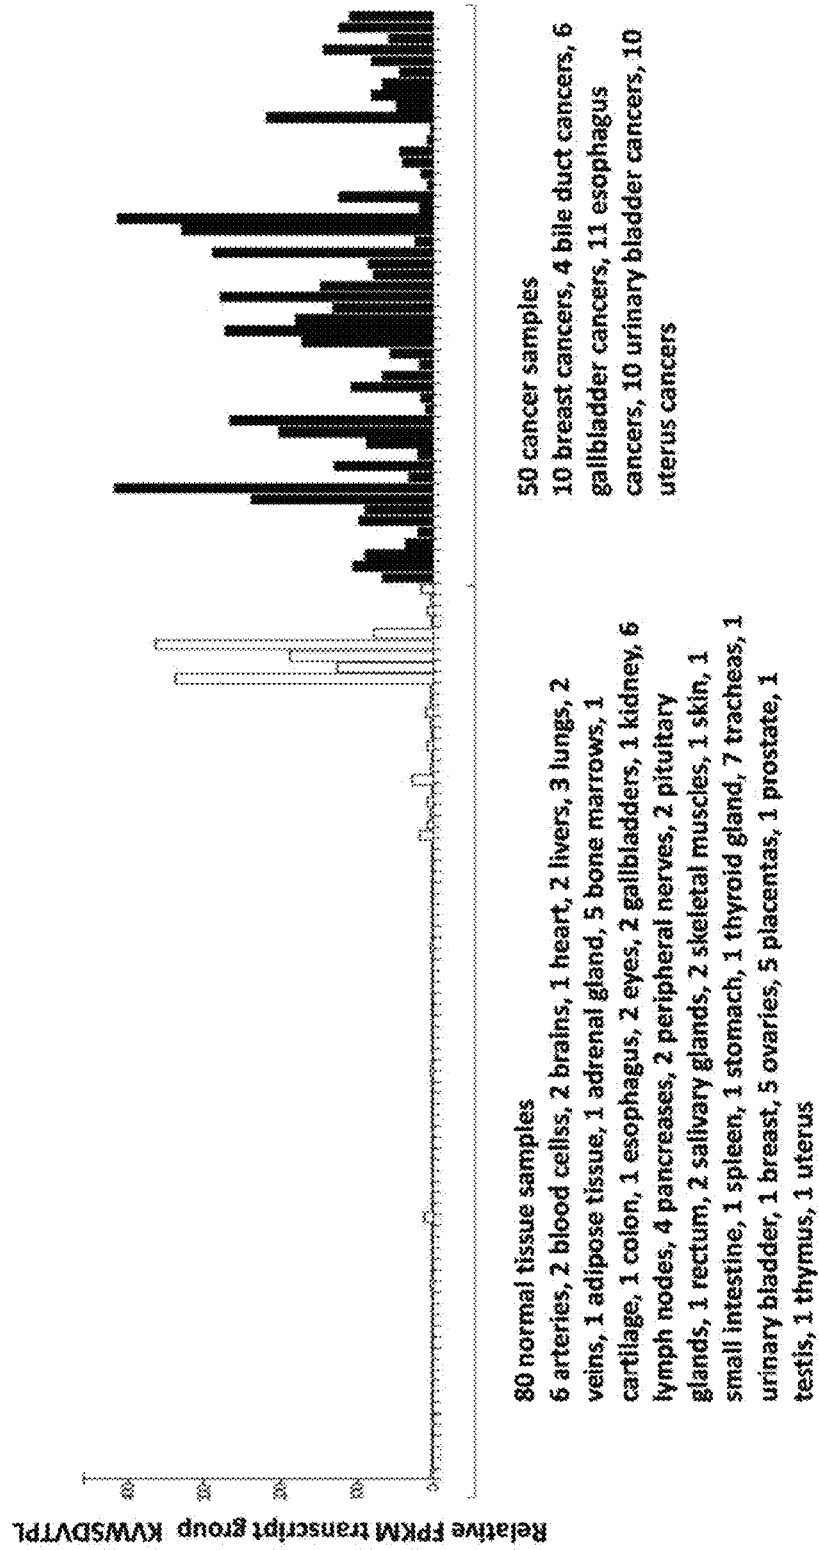 Relative FPKM transcript group KVWSDVTPL
40
30
20
10
0
80 normal tissue samples
6 arteries, 2 blood cellss, 2 brains, 1 heart, 2 livers, 3 lungs, 2
veins, 1 adipose tissue, 1 adrenal gland, 5 bone marrows, 1
cartilage, 1 colon, 1 esophagus, 2 eyes, 2 gallbladders, 1 kidney, 6
lymph nodes, 4 pancreases, 2 peripheral nerves, 2 pituitary
glands, 1 rectum, 2 salivary glands, 2 skeletal muscles, 1 skin, 1
small intestine, 1 spleen, 1 stomach, 1 thyroid gland, 7 tracheas, 1
urinary bladder, 1 breast, 5 ovaries, 5 placentas, 1 prostate, 1
testis, 1 thymus, 1 uterus
50 cancer samples
10 breast cancers, 4 bile duct cancers, 6
gallbladder cancers, 11 esophagus
cancers, 10 urinary bladder cancers, 10
uterus cancers